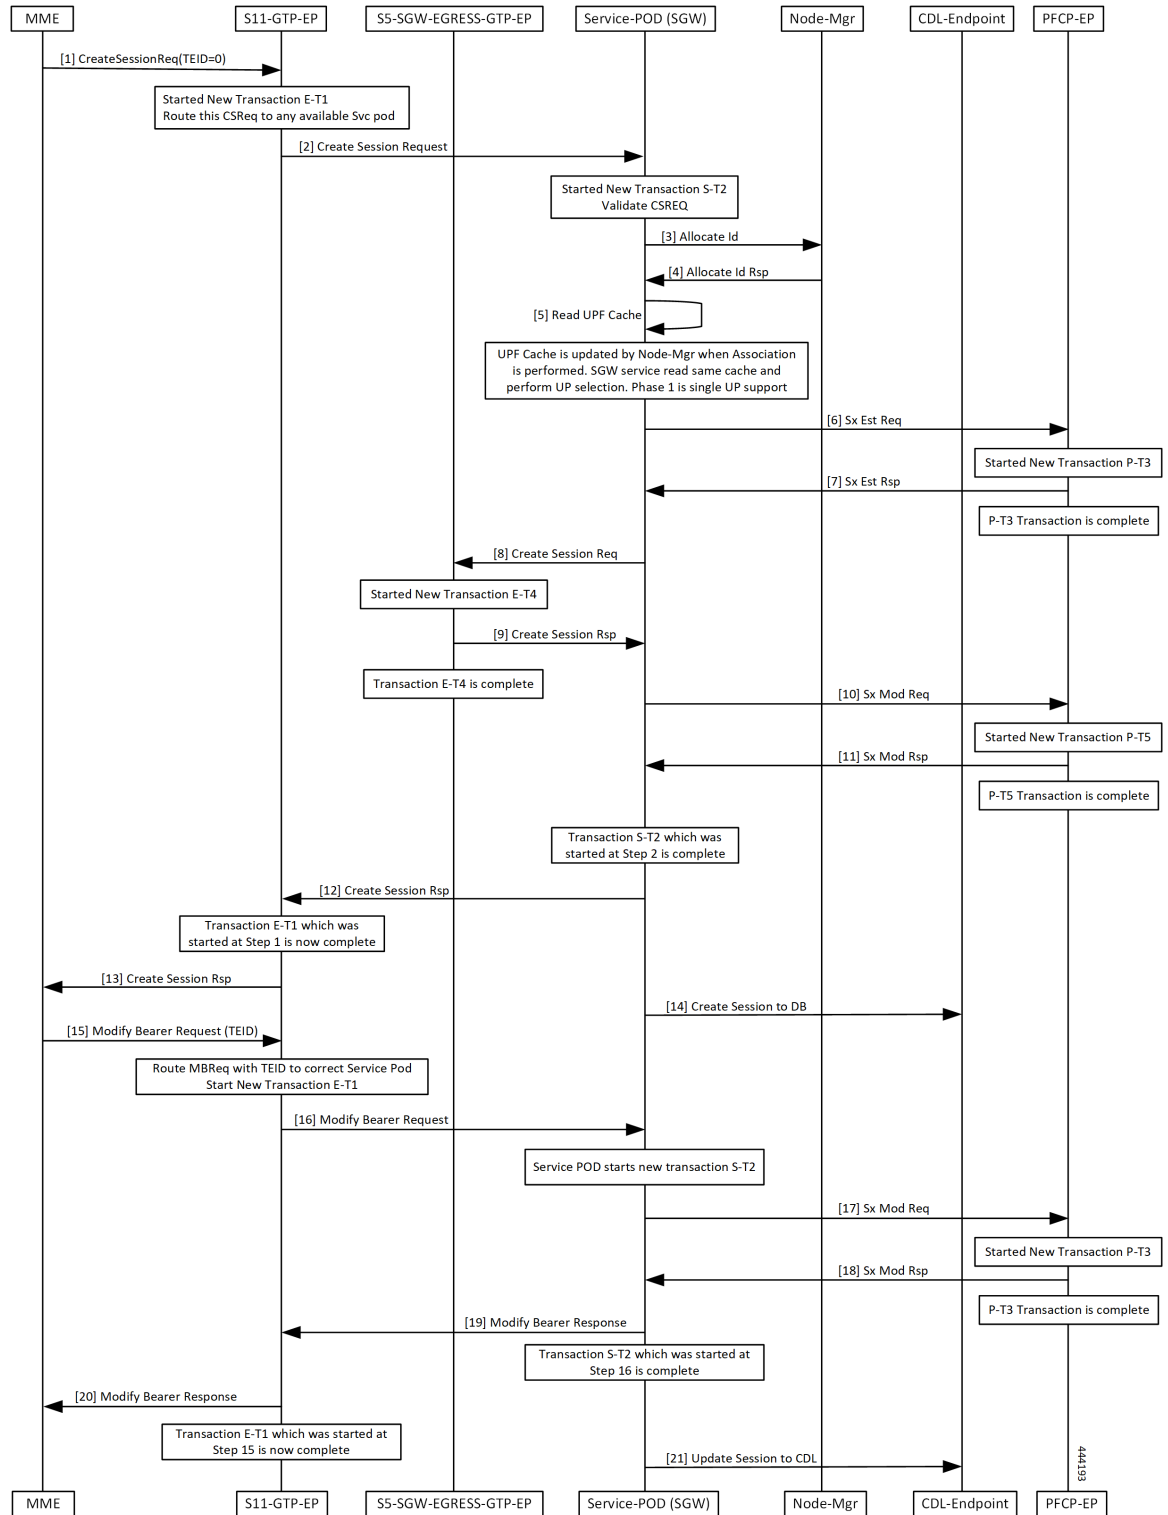 MME
S11-GTP-EP
S5-SGW-EGRESS-GTP-EP
Service-POD (SGW)
Node-Mgr
CDL-Endpoint
PFCP-EP
[1] CreateSessionReq(TEID=0)
Started New Transaction E-T1
Route this CSReq to any available Svc pod
[2] Create Session Request
Started New Transaction S-T2
Validate CSREQ
[3] Allocate Id
[4] Allocate Id Rsp
[5] Read UPF Cache
UPF Cache is updated by Node-Mgr when Association
is performed. SGW service read same cache and
perform UP selection. Phase 1 is single UP support
[6] Sx Est Req
Started New Transaction P-T3
[7] Sx Est Rsp
P-T3 Transaction is complete
[8] Create Session Req
Started New Transaction E-T4
[9] Create Session Rsp
Transaction E-T4 is complete
[10] Sx Mod Req
Started New Transaction P-T5
[11] Sx Mod Rsp
P-T5 Transaction is complete
Transaction S-T2 which was
started at Step 2 is complete
[12] Create Session Rsp
Transaction E-T1 which was
started at Step 1 is now complete
[13] Create Session Rsp
[14] Create Session to DB
[15] Modify Bearer Request (TEID)
Route MBReq with TEID to correct Service Pod
Start New Transaction E-T1
[16] Modify Bearer Request
Service POD starts new transaction S-T2
[17] Sx Mod Req
Started New Transaction P-T3
[18] Sx Mod Rsp
P-T3 Transaction is complete
[19] Modify Bearer Response
Transaction S-T2 which was started at
Step 16 is complete
[20] Modify Bearer Response
Transaction E-T1 which was started at
Step 15 is now complete
[21] Update Session to CDL
444193
MME
S11-GTP-EP
S5-SGW-EGRESS-GTP-EP
Service-POD (SGW)
Node-Mgr
CDL-Endpoint
PFCP-EP